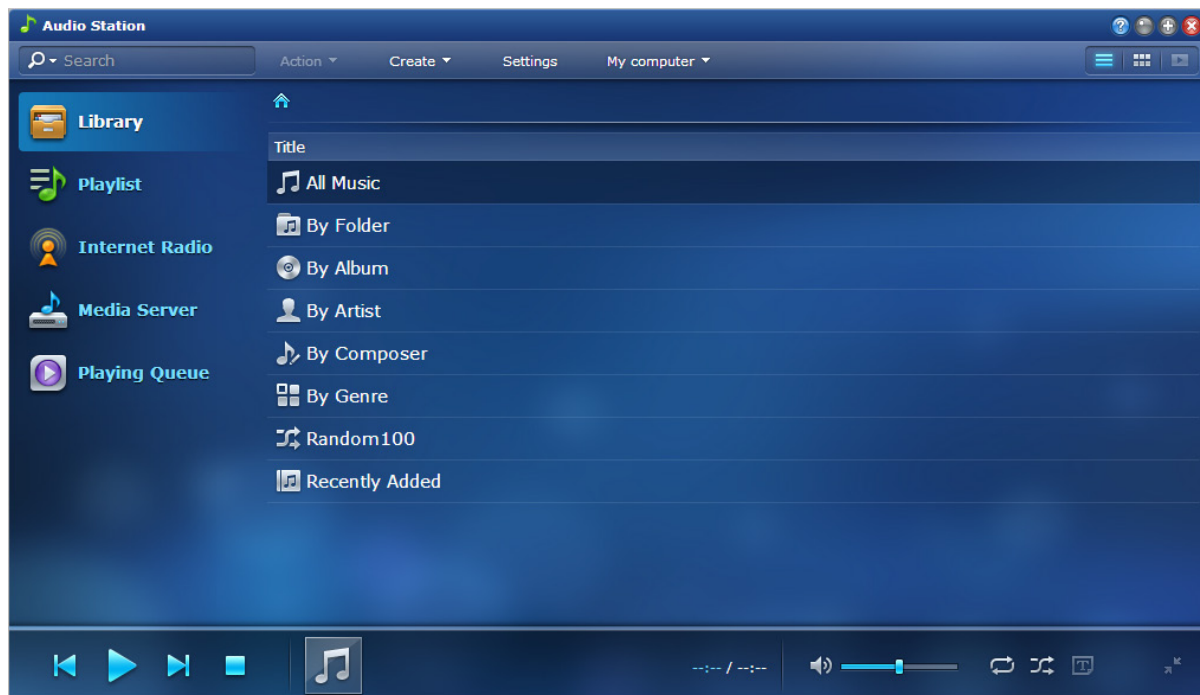 Audio Station
Search Action Create Settings My computer
Library
Playlist
Internet Radio
Media Server
Playing Queue
Title
All Music
By Folder
By Album
By Artist
By Composer
By Genre
Random100
Recently Added
--:-- / --:--